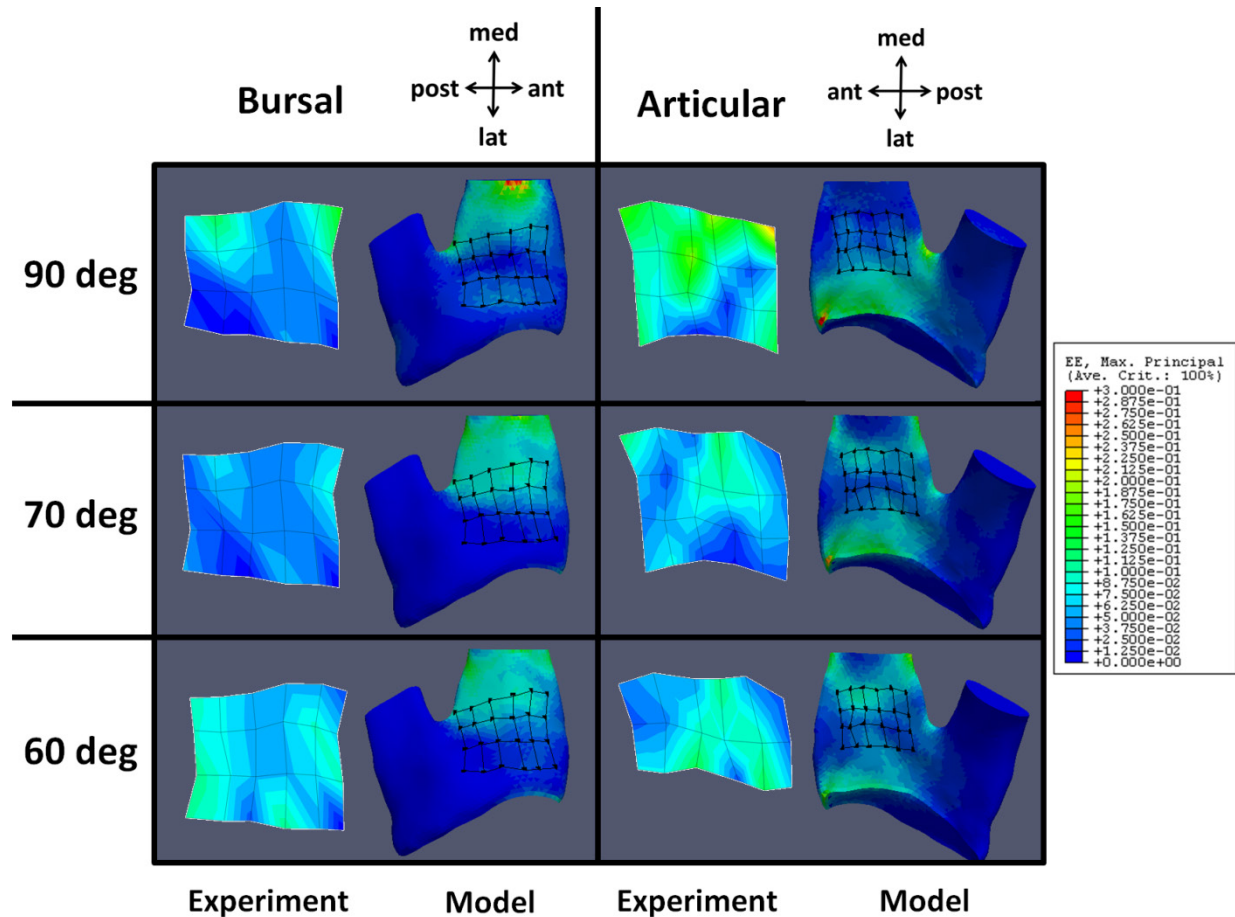 med
post ant
Bursal
lat
med
ant post
Articular
lat
90 deg
70 deg
60 deg
EE, Max. Principal
(Ave. Crit.: 100%)
+3.000e-01
+2.875e-01
+2.750e-01
+2.625e-01
+2.500e-01
+2.375e-01
+2.250e-01
+2.125e-01
+2.000e-01
+1.875e-01
+1.750e-01
+1.625e-01
+1.500e-01
+1.375e-01
+1.250e-01
+1.125e-01
+1.000e-01
+8.750e-02
+7.500e-02
+6.250e-02
+5.000e-02
+3.750e-02
+2.500e-02
+1.250e-02
+0.000e+00
Experiment Model Experiment Model